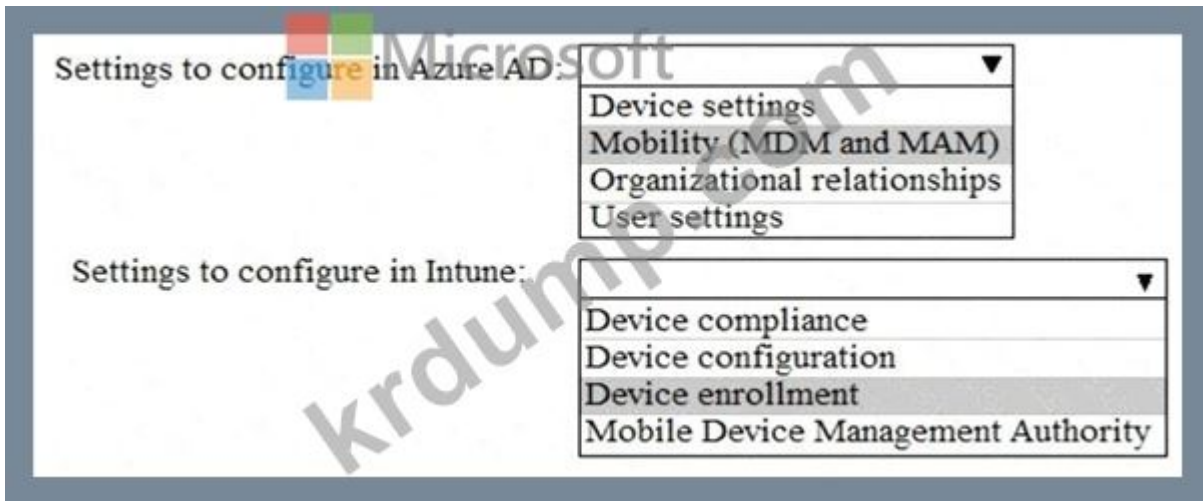 Microsoft
Settings to configure in Azure AD:
Device settings
Mobility (MDM and MAM)
Organizational relationships
User settings
Settings to configure in Intune:
Device compliance
Device configuration
Device enrollment
Mobile Device Management Authority
krdump.com